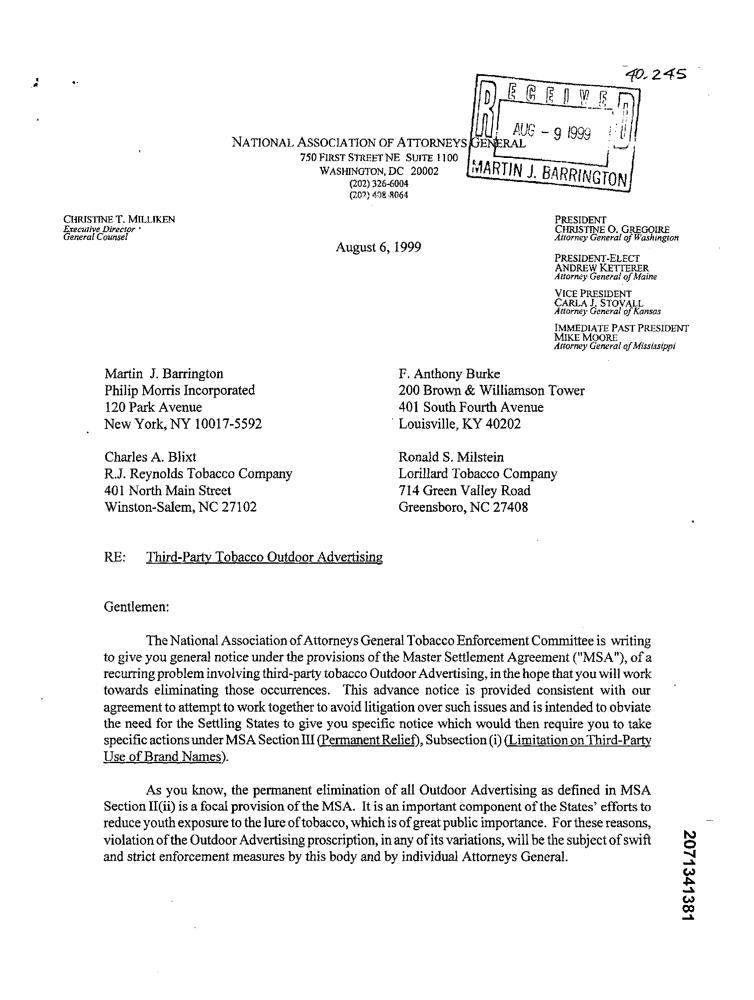 40.245
RECEIVED
AUG - 9 1999
MARTIN J. BARRINGTON
NATIONAL ASSOCIATION OF ATTORNEYS GENERAL
750 FIRST STREET NE SUITE 1100
WASHINGTON, DC 20002
(202) 326-6004
(202) 408-8064
CHRISTINE T. MILLIKEN
Executive Director
General Counsel
August 6, 1999
PRESIDENT
CHRISTINE O. GREGOIRE
Attorney General of Washington
PRESIDENT-ELECT
ANDREW KETTERER
Attorney General of Maine
VICE PRESIDENT
CARLA J. STOVALL
Attorney General of Kansas
IMMEDIATE PAST PRESIDENT
MIKE MOORE
Attorney General of Mississippi
Martin J. Barrington
Philip Morris Incorporated
120 Park Avenue
New York, NY 10017-5592
F. Anthony Burke
200 Brown & Williamson Tower
401 South Fourth Avenue
Louisville, KY 40202
Charles A. Blixt
R.J. Reynolds Tobacco Company
401 North Main Street
Winston-Salem, NC 27102
Ronald S. Milstein
Lorillard Tobacco Company
714 Green Valley Road
Greensboro, NC 27408
RE: Third-Party Tobacco Outdoor Advertising
Gentlemen:
The National Association of Attorneys General Tobacco Enforcement Committee is writing
to give you general notice under the provisions of the Master Settlement Agreement ("MSA"), of a
recurring problem involving third-party tobacco Outdoor Advertising, in the hope that you will work
towards eliminating those occurrences. This advance notice is provided consistent with our
agreement to attempt to work together to avoid litigation over such issues and is intended to obviate
the need for the Settling States to give you specific notice which would then require you to take
specific actions under MSA Section III (Permanent Relief), Subsection (i) (Limitation on Third-Party
Use of Brand Names).
As you know, the permanent elimination of all Outdoor Advertising as defined in MSA
Section II(ii) is a focal provision of the MSA. It is an important component of the States' efforts to
reduce youth exposure to the lure of tobacco, which is of great public importance. For these reasons,
violation of the Outdoor Advertising proscription, in any of its variations, will be the subject of swift
and strict enforcement measures by this body and by individual Attorneys General.
2071341381